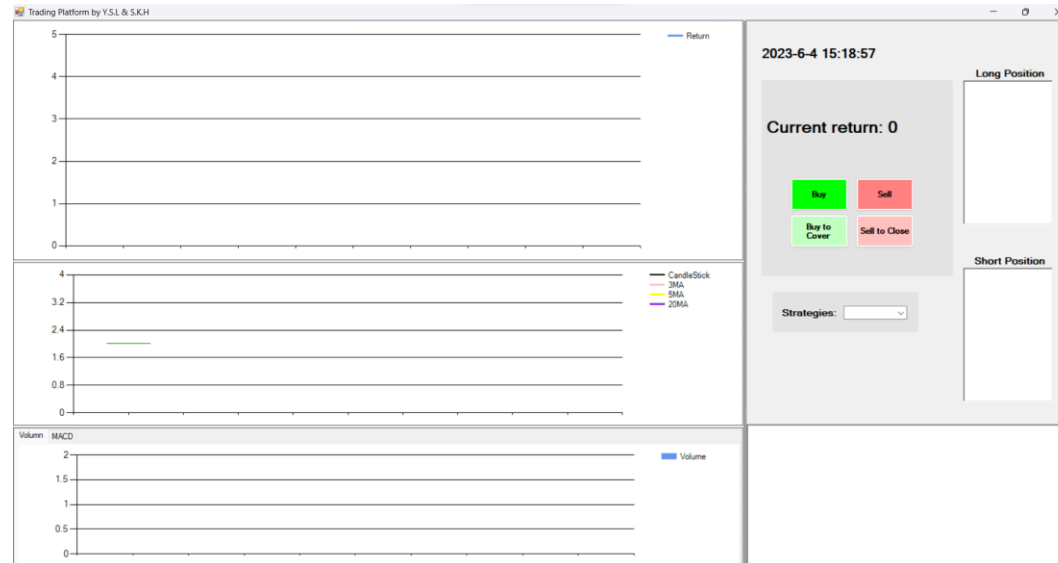 Trading Platform by Y.S.L & S.K.H
5
4
3
2
1
0
Return
4
3.2
2.4
1.6
0.8
0
CandleStick
3MA
5MA
20MA
Volumn MACD
2
1.5
1
0.5
0
Volume
2023-6-4 15:18:57
Current return: 0
Buy Sell
Buy to
Cover
Sell to Close
Strategies:
Long Position
Short Position